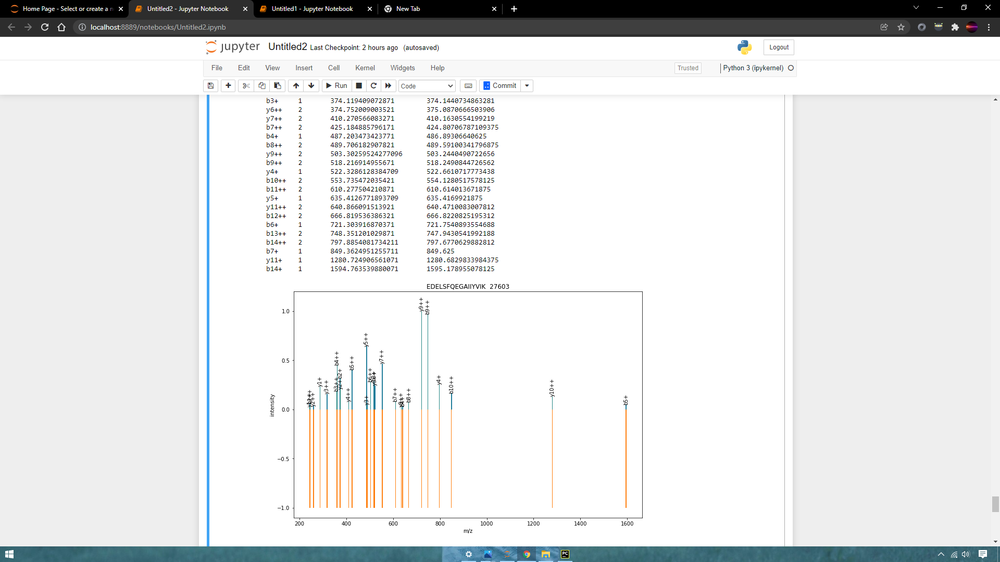 Home Page - Select or create a n
Untitled2 - Jupyter Notebook
Untitled1 - Jupyter Notebook
New Tab
localhost:8889/notebooks/Untitled2.ipynb
jupyter Untitled2 Last Checkpoint: 2 hours ago (autosaved)
Logout
File Edit View Insert Cell Kernel Widgets Help
Trusted
Python 3 (ipykernel)
Run
Code
Commit
b3+ 1 374.119409072871 374.1440734863281
y6++ 2 374.752009003521 375.0870666503906
y7++ 2 410.270566083271 410.1630554199219
b7++ 2 425.184885796171 424.80706787109375
b4+ 1 487.203473423771 486.89306640625
b8++ 2 489.706182907821 489.59100341796875
y9++ 2 503.30259524277096 503.2440490722656
b9++ 2 518.216914955671 518.2490844726562
y4+ 1 522.3286128384709 522.6610717773438
b10++ 2 553.735472035421 554.1280517578125
b11++ 2 610.277504210871 610.614013671875
y5+ 1 635.4126771893709 635.4169921875
y11++ 2 640.866091513921 640.4710083007812
b12++ 2 666.819536386321 666.8220825195312
b6+ 1 721.303916870371 721.7540893554688
b13++ 2 748.351201029871 747.9430541992188
b14++ 2 797.8854081734211 797.6770629882812
b7+ 1 849.3624951255711 849.625
y11+ 1 1280.724906561071 1280.6829833984375
b14+ 1 1594.763539880071 1595.178955078125
EDELSFQEGAIIYVIK 27603
y9++
b9++
1.0
y5++
b4++
y7++
b5++
0.5
b2+
b6++
y1+
y4+
b3++
y3++
b10++
y10++
y2++
y4++
y3+
b7++
b8++
b5+
0.0
intensity
−0.5
−1.0
200 400 600 800 1000 1200 1400 1600
m/z
PC